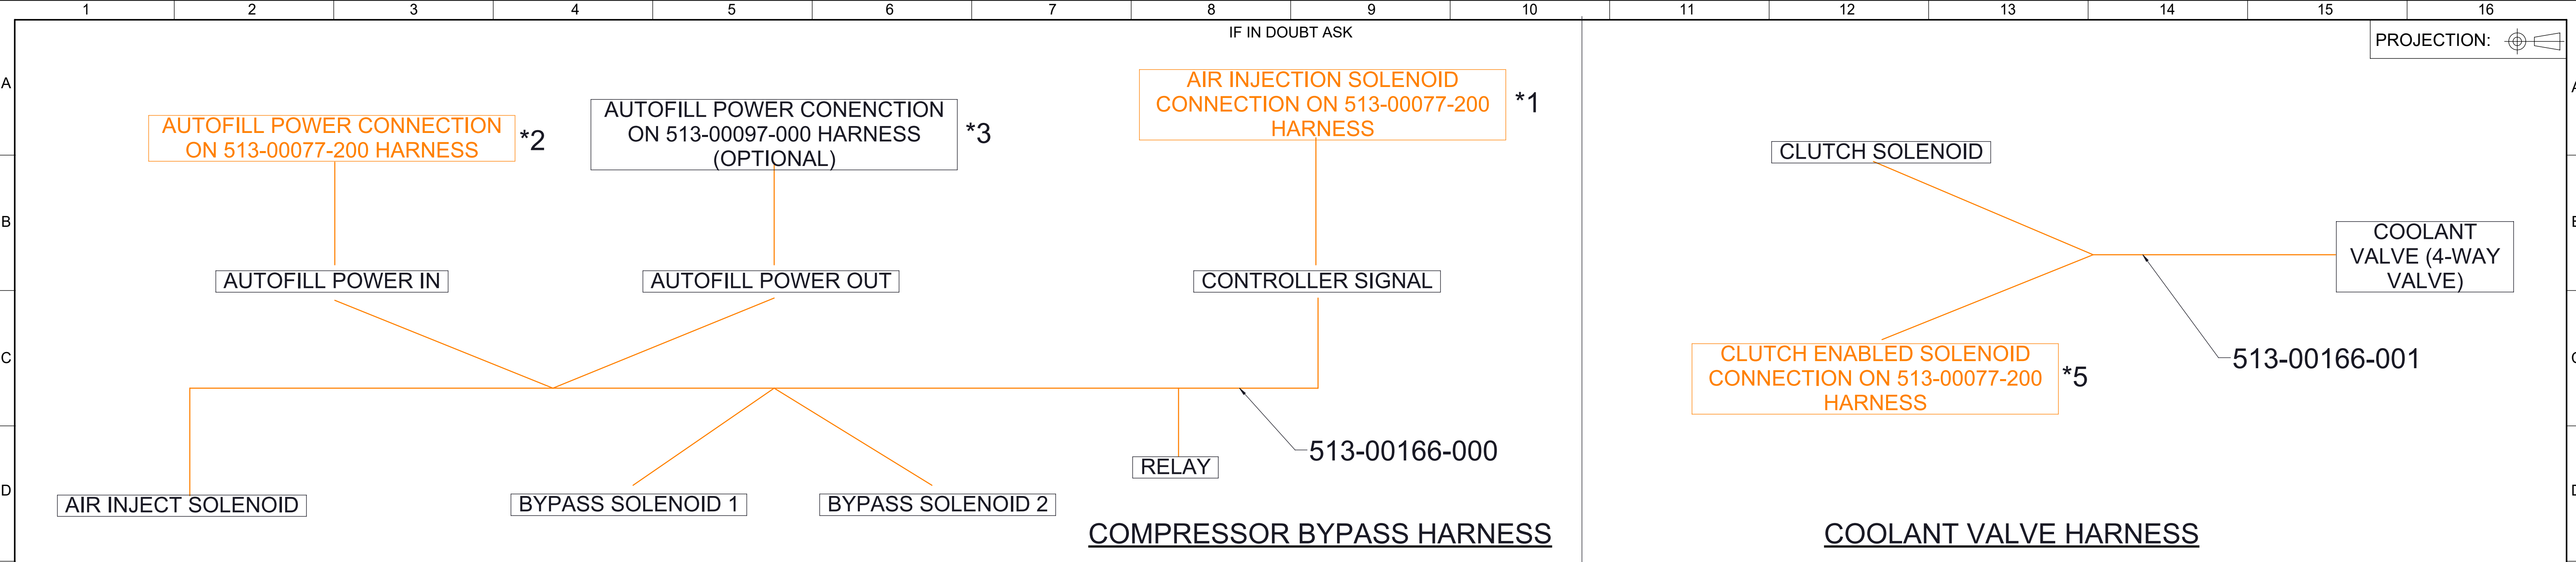 1 2 3 4 5 6 7 8 9 10 11 12 13 14 15 16
IF IN DOUBT ASK
PROJECTION:
A
A
AUTOFILL POWER CONNECTION
ON 513-00077-200 HARNESS
*2
AUTOFILL POWER CONENCTION
ON 513-00097-000 HARNESS
(OPTIONAL)
*3
AIR INJECTION SOLENOID
CONNECTION ON 513-00077-200
HARNESS
*1
CLUTCH SOLENOID
B
COOLANT
VALVE (4-WAY
VALVE)
AUTOFILL POWER IN
AUTOFILL POWER OUT
CONTROLLER SIGNAL
C
CLUTCH ENABLED SOLENOID
CONNECTION ON 513-00077-200
HARNESS
*5
513-00166-001
513-00166-000
RELAY
D
AIR INJECT SOLENOID
BYPASS SOLENOID 1
BYPASS SOLENOID 2
COMPRESSOR BYPASS HARNESS
COOLANT VALVE HARNESS